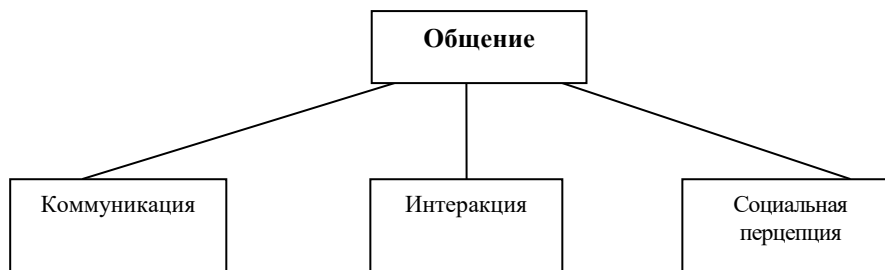 Общение
Коммуникация
Интеракция
Социальная
перцепция